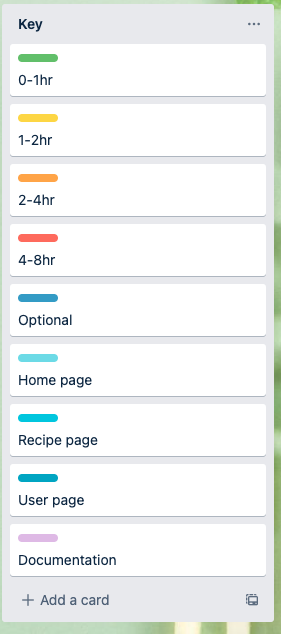 Key
0-1hr
1-2hr
2-4hr
4-8hr
Optional
Home page
Recipe page
User page
Documentation
Add a card